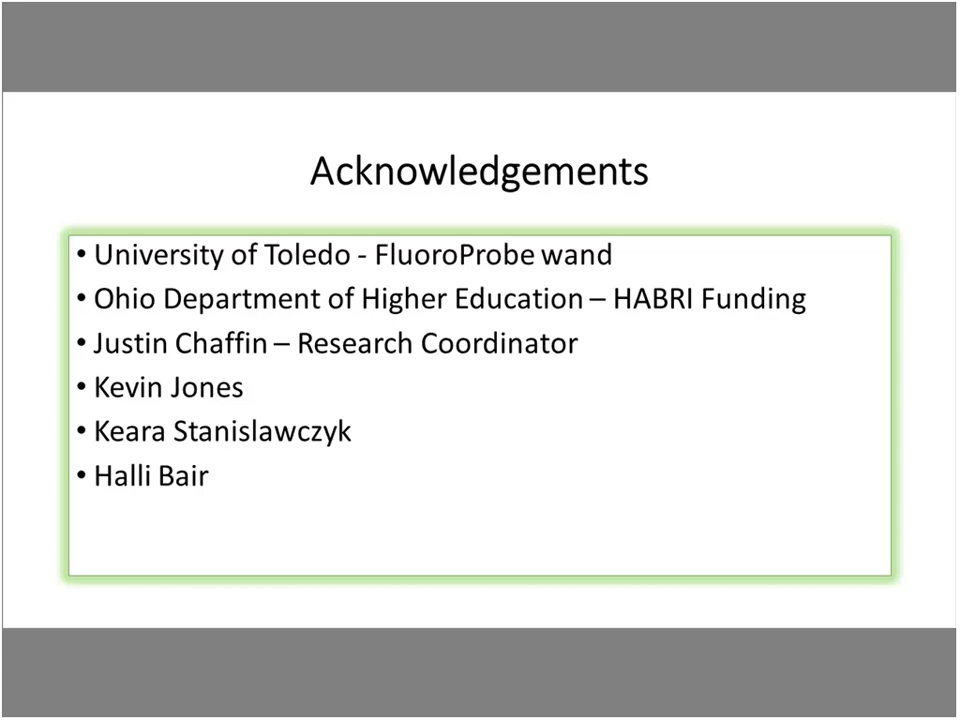 Acknowledgements
• University of Toledo - FluoroProbe wand
• Ohio Department of Higher Education – HABRI Funding
• Justin Chaffin – Research Coordinator
• Kevin Jones
• Keara Stanislawczyk
• Halli Bair